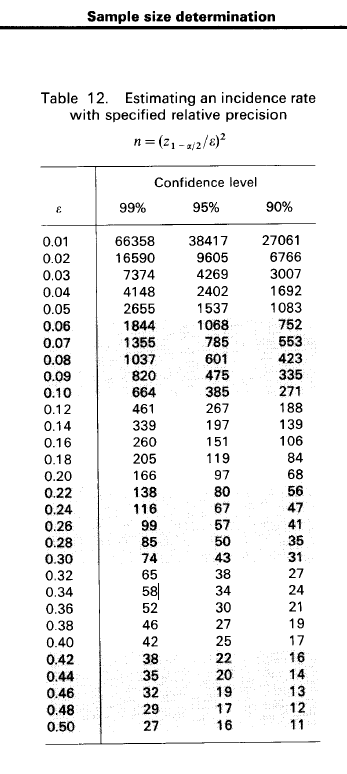 Sample size determination
Table 12. Estimating an incidence rate
with specified relative precision
n = (z₁₋α/₂/ε)²
Confidence level
ε 99% 95% 90%
0.01 66358 38417 27061
0.02 16590 9605 6766
0.03 7374 4269 3007
0.04 4148 2402 1692
0.05 2655 1537 1083
0.06 1844 1068 752
0.07 1355 785 553
0.08 1037 601 423
0.09 820 475 335
0.10 664 385 271
0.12 461 267 188
0.14 339 197 139
0.16 260 151 106
0.18 205 119 84
0.20 166 97 68
0.22 138 80 56
0.24 116 67 47
0.26 99 57 41
0.28 85 50 35
0.30 74 43 31
0.32 65 38 27
0.34 58 34 24
0.36 52 30 21
0.38 46 27 19
0.40 42 25 17
0.42 38 22 16
0.44 35 20 14
0.46 32 19 13
0.48 29 17 12
0.50 27 16 11